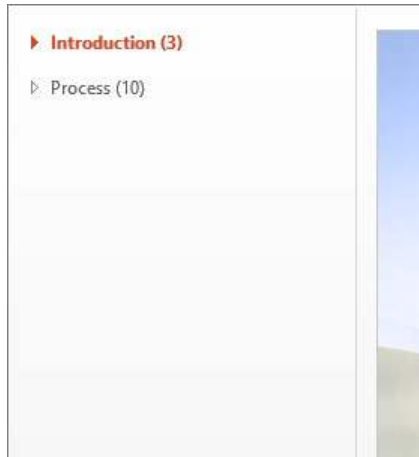 Introduction (3)
Process (10)